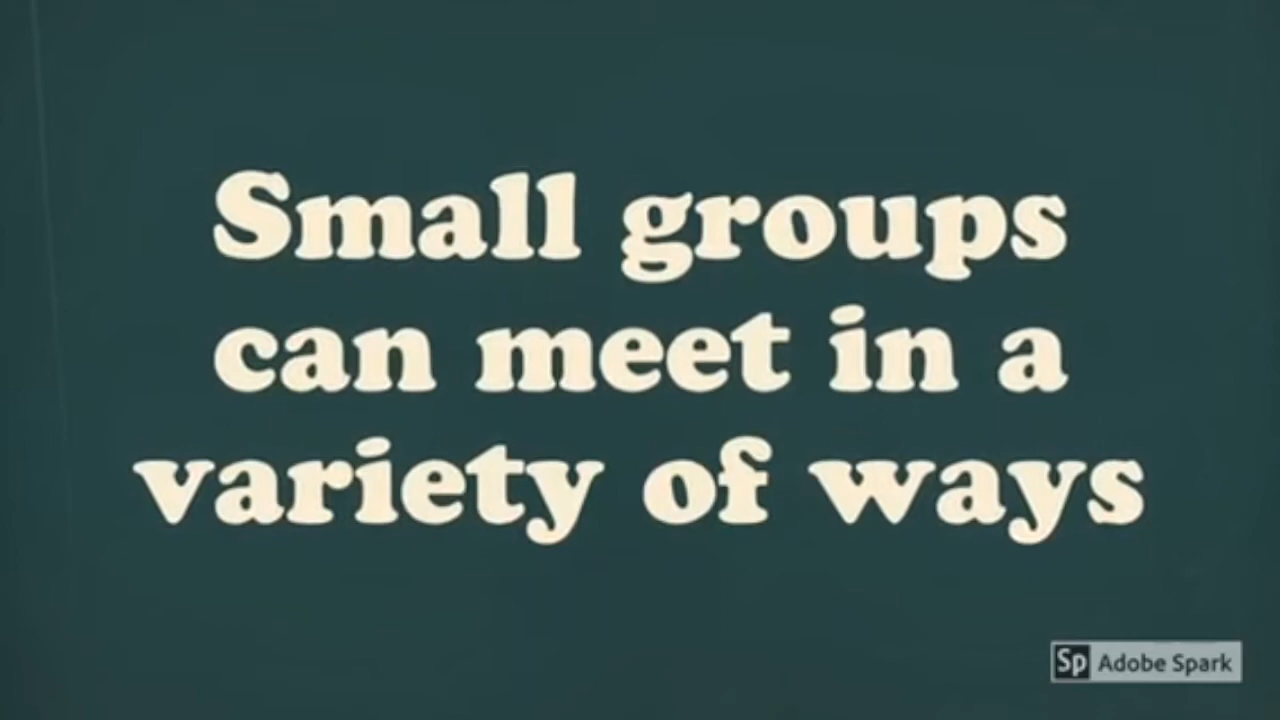 Small groups
can meet in a
variety of ways
Sp Adobe Spark